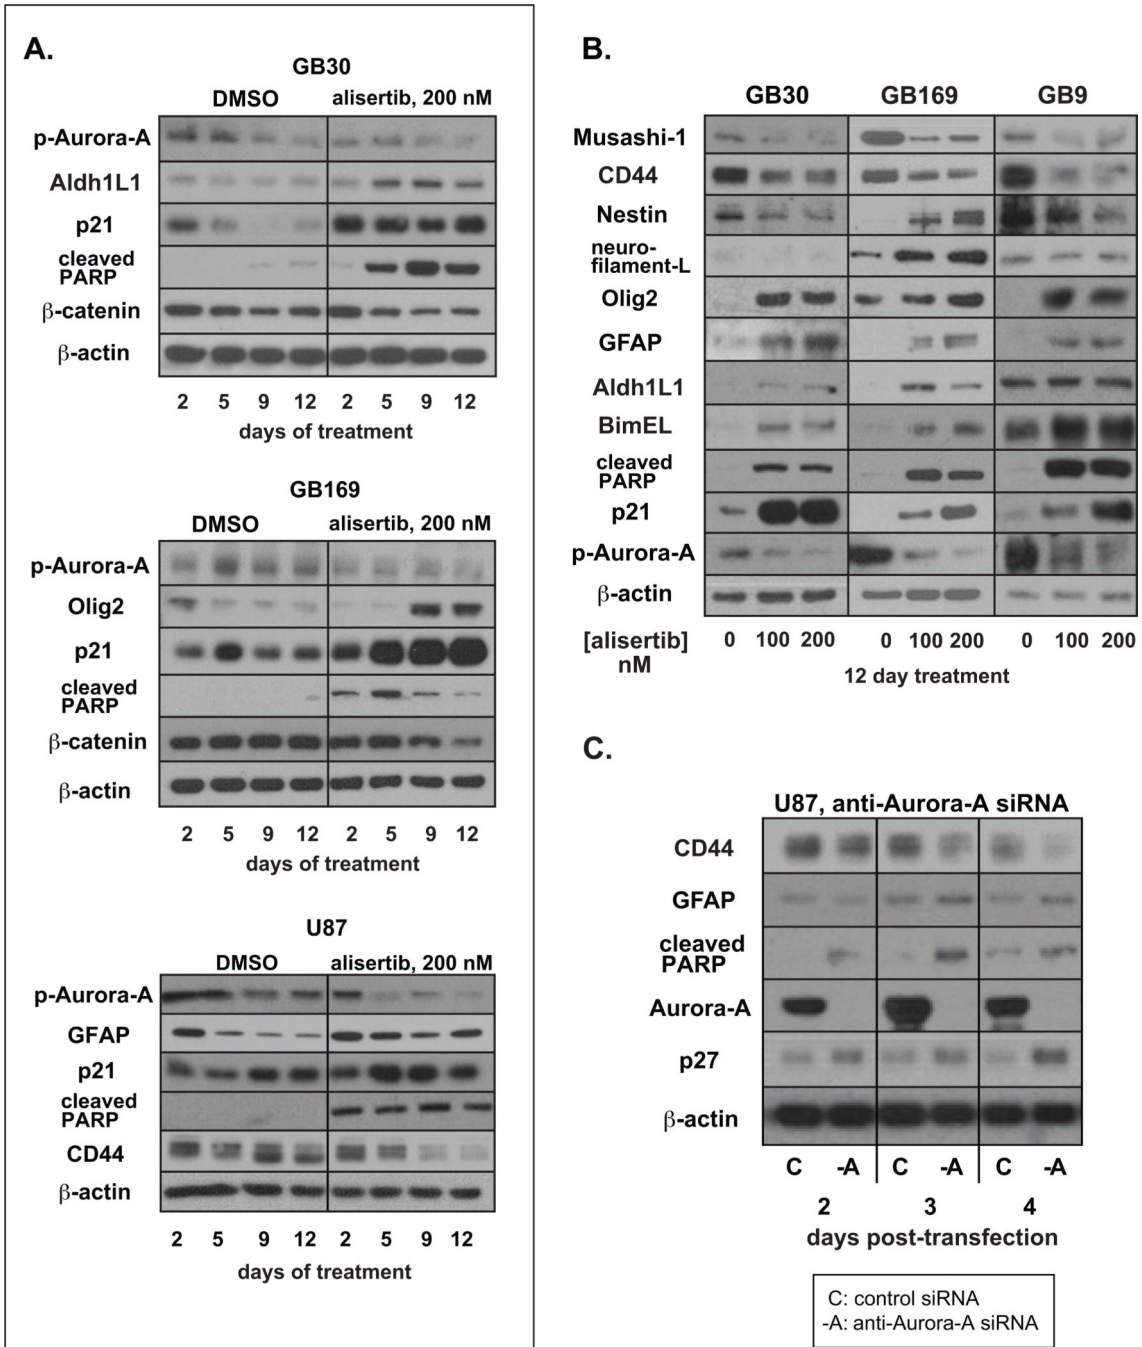 A.
GB30
DMSO alisertib, 200 nM
p-Aurora-A
Aldh1L1
p21
cleaved
PARP
β-catenin
β-actin
2 5 9 12 2 5 9 12
days of treatment
GB169
DMSO alisertib, 200 nM
p-Aurora-A
Olig2
p21
cleaved
PARP
β-catenin
β-actin
2 5 9 12 2 5 9 12
days of treatment
U87
DMSO alisertib, 200 nM
p-Aurora-A
GFAP
p21
cleaved
PARP
CD44
β-actin
2 5 9 12 2 5 9 12
days of treatment
B.
GB30 GB169 GB9
Musashi-1
CD44
Nestin
neuro-
filament-L
Olig2
GFAP
Aldh1L1
BimEL
cleaved
PARP
p21
p-Aurora-A
β-actin
[alisertib] 0 100 200 0 100 200 0 100 200
nM
12 day treatment
C.
U87, anti-Aurora-A siRNA
CD44
GFAP
cleaved
PARP
Aurora-A
p27
β-actin
C -A C -A C -A
2 3 4
days post-transfection
C: control siRNA
-A: anti-Aurora-A siRNA